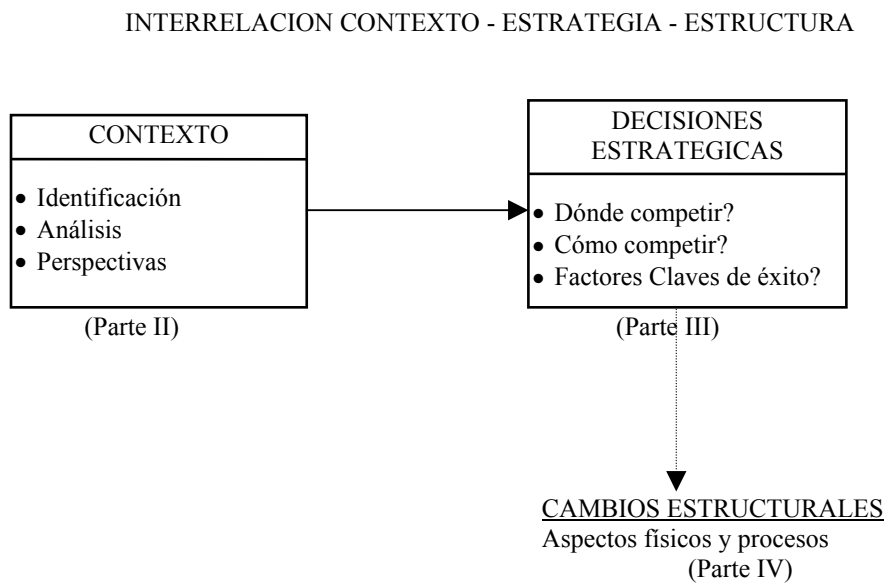 INTERRELACION CONTEXTO - ESTRATEGIA - ESTRUCTURA
CONTEXTO
• Identificación
• Análisis
• Perspectivas
(Parte II)
DECISIONES
ESTRATEGICAS
• Dónde competir?
• Cómo competir?
• Factores Claves de éxito?
(Parte III)
CAMBIOS ESTRUCTURALES
Aspectos físicos y procesos
(Parte IV)